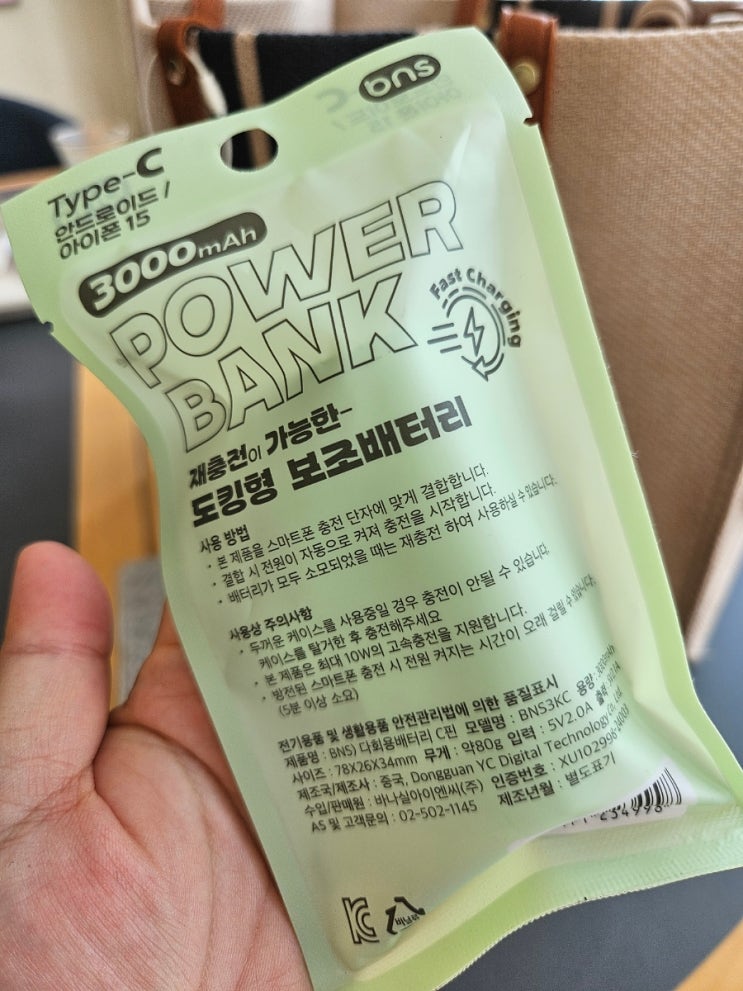 bns
Type-C
안드로이드 /
아이폰 15
3000mAh
POWER
BANK
Fast Charging
재충전이 가능한-
도킹형 보조배터리
사용 방법
· 본 제품을 스마트폰 충전 단자에 맞게 결합합니다.
· 결합 시 전원이 자동으로 켜져 충전을 시작합니다.
· 배터리가 모두 소모되었을 때는 재충전 하여 사용하실 수 있습니다.
사용상 주의사항
· 두꺼운 케이스를 사용중일 경우 충전이 안될 수 있습니다.
케이스를 탈거한 후 충전해주세요
· 본 제품은 최대 10W의 고속충전을 지원합니다.
· 방전된 스마트폰 충전 시 전원 켜지는 시간이 오래 걸릴 수 있습니다.
(5분 이상 소요)
전기용품 및 생활용품 안전관리법에 의한 품질표시
제품명 : BNS) 다회용배터리 C핀 모델명 : BNS3KC 용량 : 3000mAh
사이즈 : 78X26X34mm 무게 : 약80g 입력 : 5V2.0A 출력 :
제조국/제조사 : 중국, Dongguan YC Digital Technology Co., Ltd.
수입/판매원 : 바나실아이엔씨(주) 인증번호 : XU102998-24003
AS 및 고객문의 : 02-502-1145 제조년월 : 별도표기